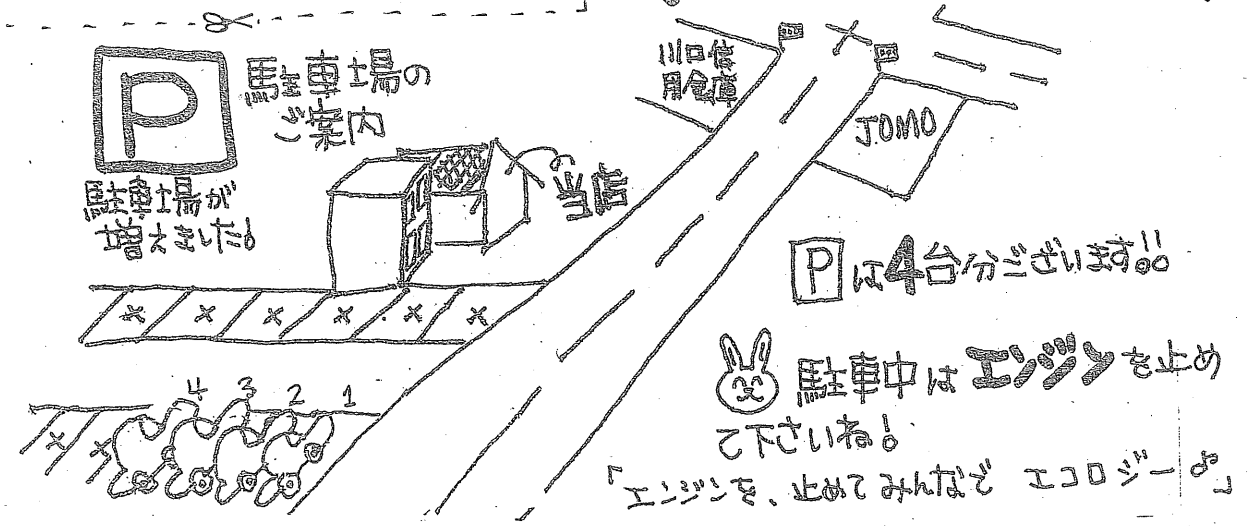 P
駐車場の
ご案内
駐車場が
増えました!
当店
川口信
用金庫
JOMO
Pは4台分ございます!!
駐車中はエンジンを止め
て下さいね!
「エンジンを、止めてみんなで エコロジー♪」
4 3 2 1